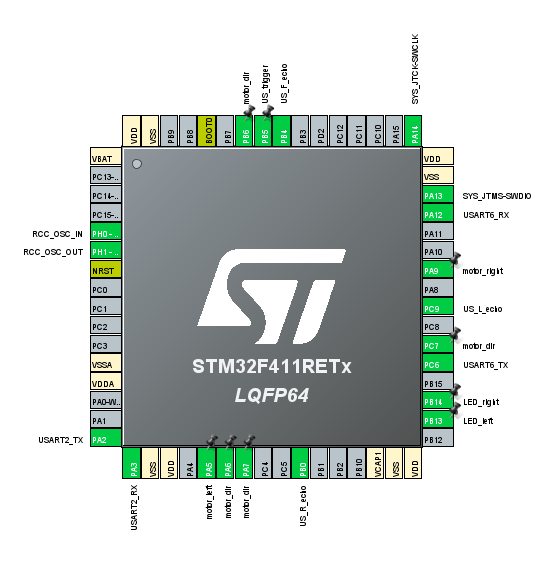 SYS_JTCK-SWCLK
motor_dir
US_trigger
US_F_echo
VDD
VSS
PB9
PB8
BOOT0
PB7
PB6
PB5
PB4
PB3
PD2
PC12
PC11
PC10
PA15
PA14
VBAT
PC13-..
PC14-..
PC15-..
RCC_OSC_IN
PH0-..
RCC_OSC_OUT
PH1-..
NRST
PC0
PC1
PC2
PC3
VSSA
VDDA
PA0-W..
PA1
USART2_TX
PA2
VDD
VSS
PA13
SYS_JTMS-SWDIO
PA12
USART6_RX
PA11
PA10
PA9
motor_right
PA8
PC9
US_L_echo
PC8
PC7
motor_dir
PC6
USART6_TX
PB15
PB14
LED_right
PB13
LED_left
PB12
ST
STM32F411RETx
LQFP64
PA3
VSS
VDD
PA4
PA5
PA6
PA7
PC4
PC5
PB0
PB1
PB2
PB10
VCAP1
VSS
VDD
USART2_RX
motor_left
motor_dir
motor_dir
US_R_echo